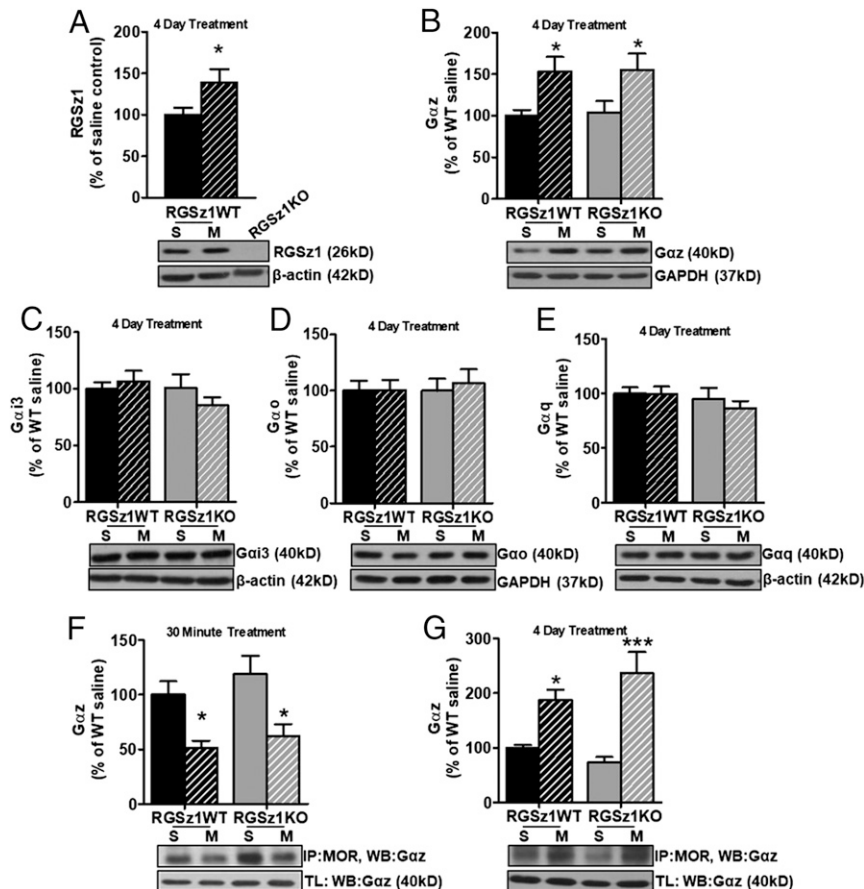 A
4 Day Treatment
RGSz1
(% of saline control)
200
150
100
50
0
*
RGSz1WT
RGSz1KO
S M
RGSz1 (26kD)
β-actin (42kD)
B
4 Day Treatment
Gαz
(% of WT saline)
200
150
100
50
0
* *
RGSz1WT RGSz1KO
S M S M
Gαz (40kD)
GAPDH (37kD)
C
4 Day Treatment
Gαi3
(% of WT saline)
150
100
50
0
RGSz1WT RGSz1KO
S M S M
Gαi3 (40kD)
β-actin (42kD)
D
4 Day Treatment
Gαo
(% of WT saline)
150
100
50
0
RGSz1WT RGSz1KO
S M S M
Gαo (40kD)
GAPDH (37kD)
E
4 Day Treatment
Gαq
(% of WT saline)
150
100
50
0
RGSz1WT RGSz1KO
S M S M
Gαq (40kD)
β-actin (42kD)
F
30 Minute Treatment
Gαz
(% of WT saline)
150
100
50
0
* *
RGSz1WT RGSz1KO
S M S M
IP:MOR, WB:Gαz
TL: WB:Gαz (40kD)
G
4 Day Treatment
Gαz
(% of WT saline)
300
200
100
0
* ***
RGSz1WT RGSz1KO
S M S M
IP:MOR, WB:Gαz
TL: WB:Gαz (40kD)